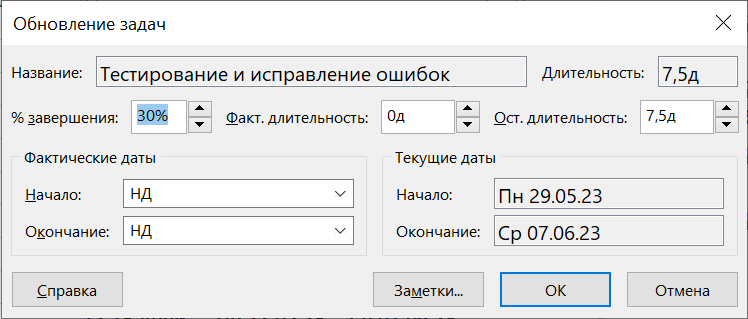 Обновление задач
Название: Тестирование и исправление ошибок Длительность: 7,5д
% завершения: 30% Факт. длительность: 0д Ост. длительность: 7,5д
Фактические даты Текущие даты
Начало: НД Начало: Пн 29.05.23
Окончание: НД Окончание: Ср 07.06.23
Справка Заметки... ОК Отмена